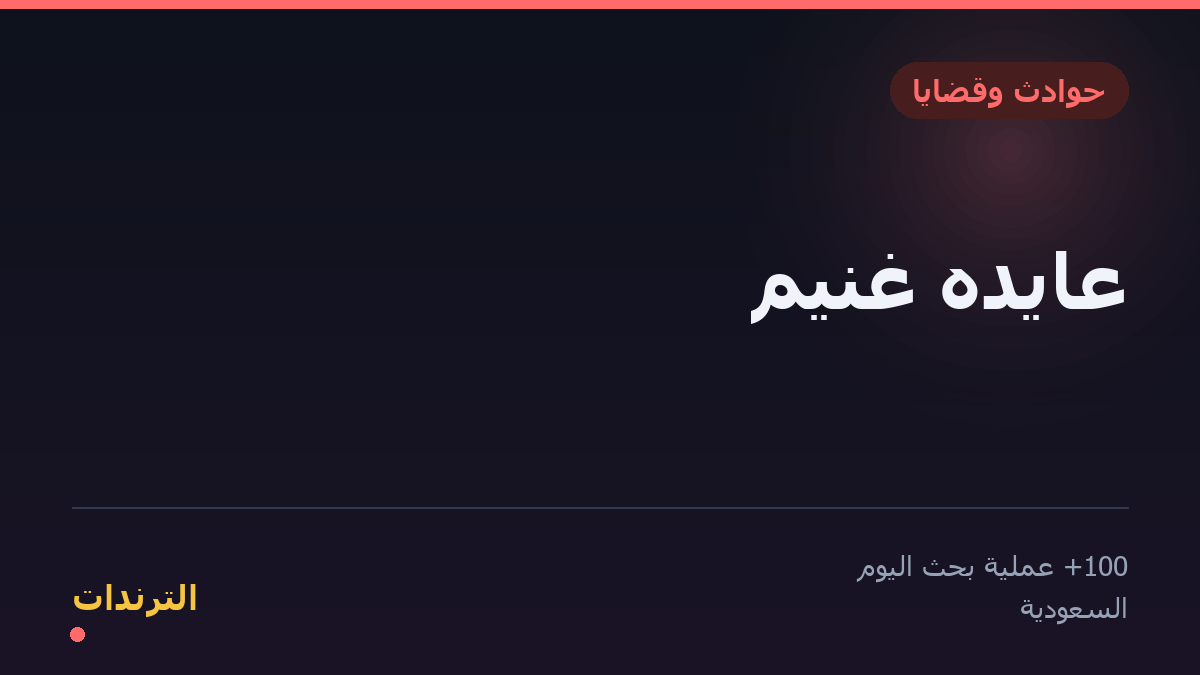 حوادث وقضايا
عايده غنيم
100+ عملية بحث اليوم
السعودية
الترندات